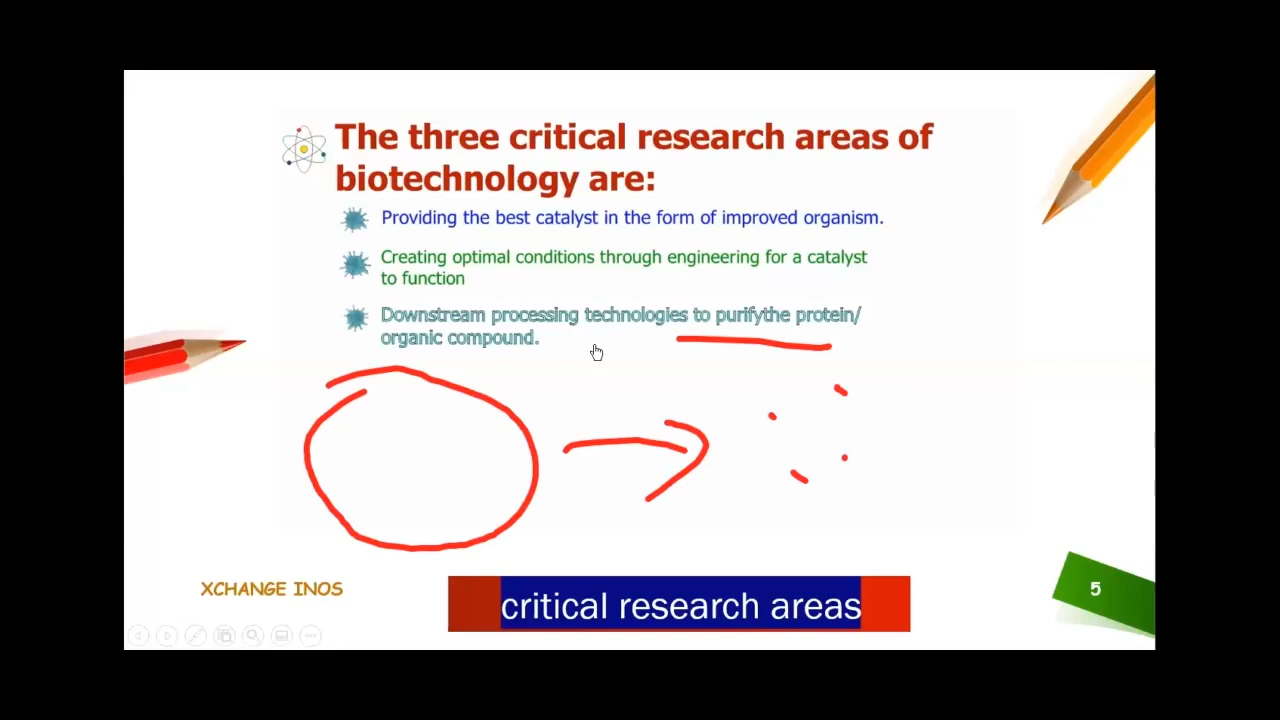 The three critical research areas of
biotechnology are:
Providing the best catalyst in the form of improved organism.
Creating optimal conditions through engineering for a catalyst
to function
Downstream processing technologies to purifythe protein/
organic compound.
XCHANGE INOS
critical research areas
5